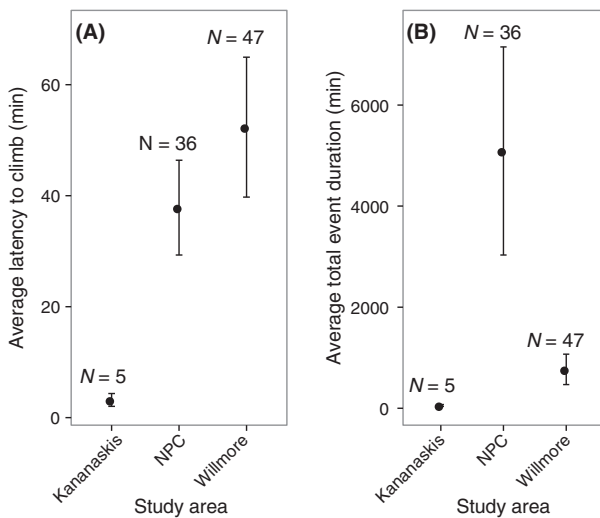 (A)
N = 47
N = 36
N = 5
60
40
20
0
Average latency to climb (min)
Kananaskis
NPC
Willmore
Study area
(B)
N = 36
N = 47
N = 5
6000
4000
2000
0
Average total event duration (min)
Kananaskis
NPC
Willmore
Study area